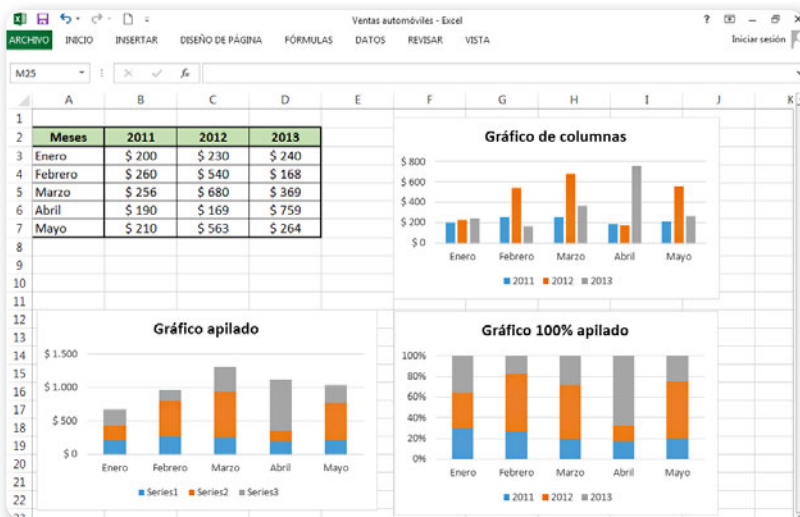 Ventas automóviles - Excel
ARCHIVO INICIO INSERTAR DISEÑO DE PÁGINA FÓRMULAS DATOS REVISAR VISTA Iniciar sesión
M25 fx
A B C D E F G H I J K
1
2 Meses 2011 2012 2013
3 Enero $ 200 $ 230 $ 240
4 Febrero $ 260 $ 540 $ 168
5 Marzo $ 256 $ 680 $ 369
6 Abril $ 190 $ 169 $ 759
7 Mayo $ 210 $ 563 $ 264
8
9
10
11
12
13
14
15
16
17
18
19
20
21
22
Gráfico de columnas
$ 800
$ 600
$ 400
$ 200
$ 0
Enero Febrero Marzo Abril Mayo
2011 2012 2013
Gráfico apilado
$ 1.500
$ 1.000
$ 500
$ 0
Enero Febrero Marzo Abril Mayo
Series1 Series2 Series3
Gráfico 100% apilado
100%
80%
60%
40%
20%
0%
Enero Febrero Marzo Abril Mayo
2011 2012 2013